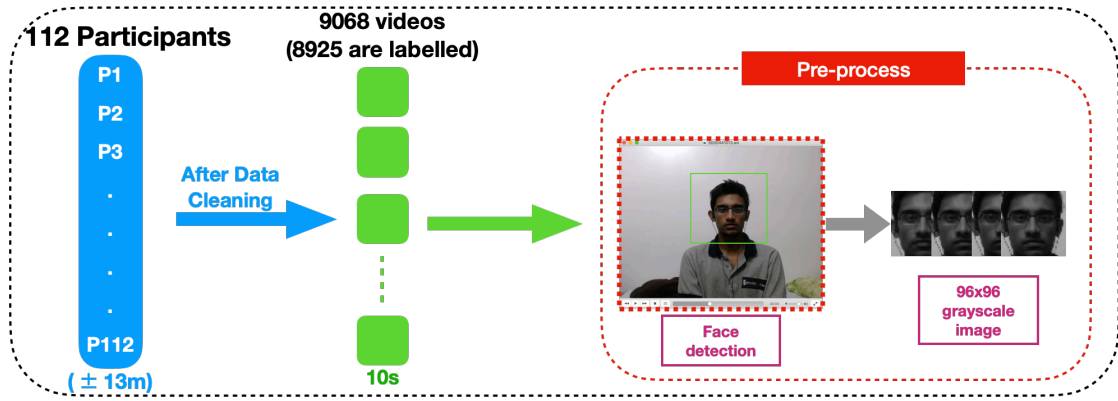 112 Participants
P1
P2
P3
.
.
.
.
P112
( ± 13m)
After Data
Cleaning
9068 videos
(8925 are labelled)
10s
Pre-process
Face
detection
96x96
grayscale
image